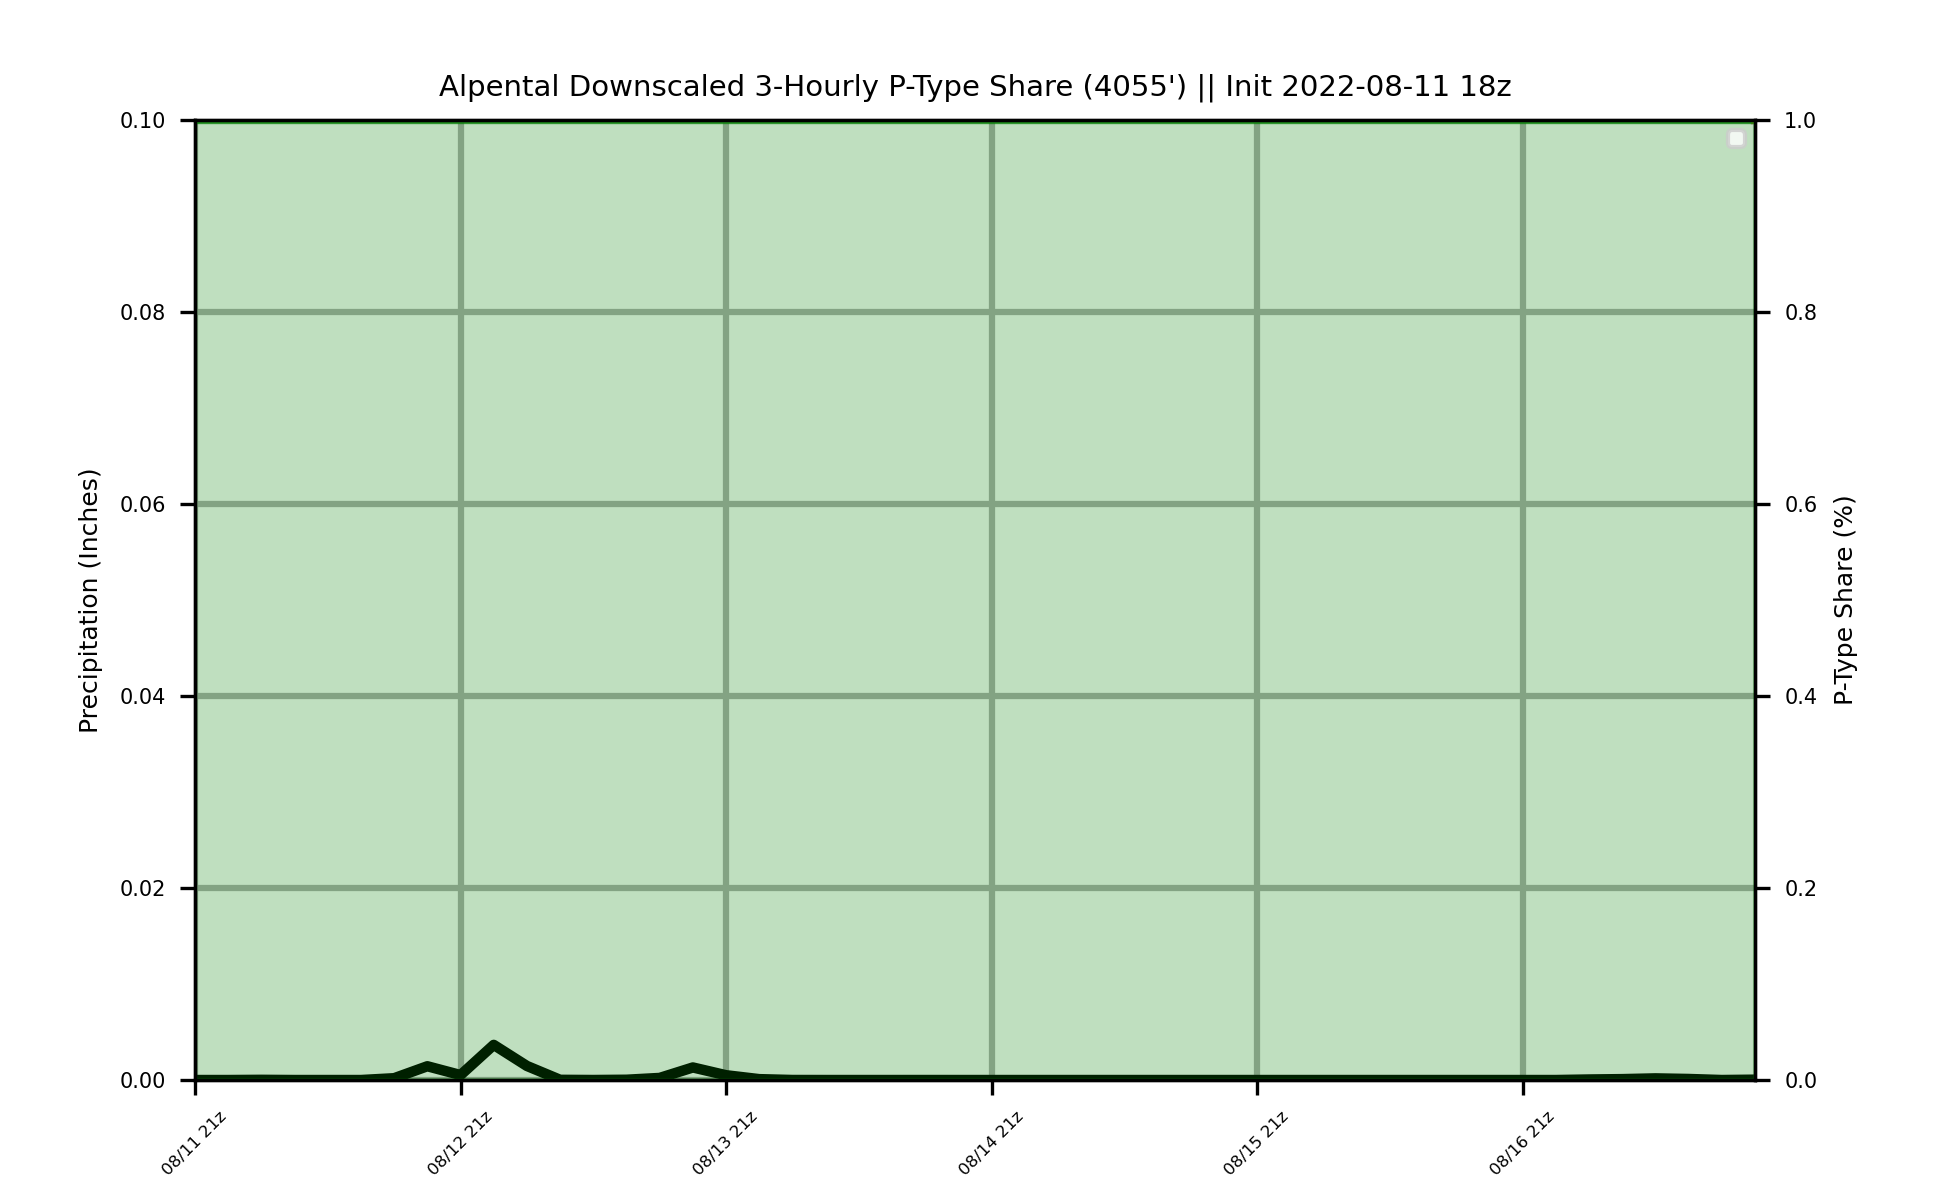 Alpental Downscaled 3-Hourly P-Type Share (4055') || Init 2022-08-11 18z
0.10
0.08
0.06
0.04
0.02
0.00
Precipitation (Inches)
1.0
0.8
0.6
0.4
0.2
0.0
P-Type Share (%)
08/11 21z
08/12 21z
08/13 21z
08/14 21z
08/15 21z
08/16 21z